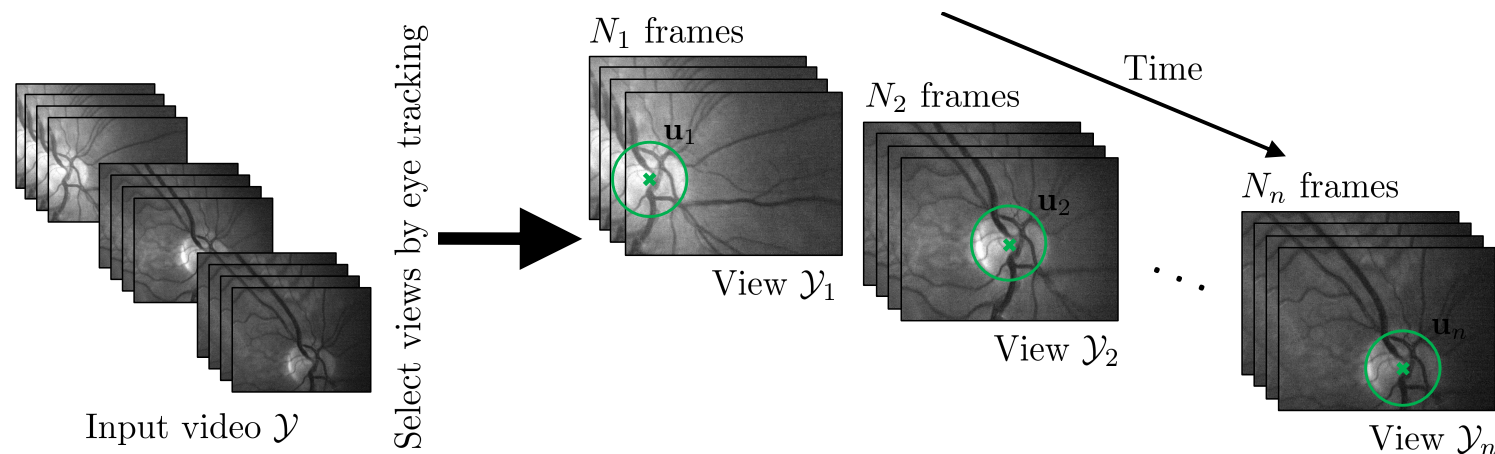 Input video 𝒴
Select views by eye tracking
N₁ frames
u₁
View 𝒴₁
N₂ frames
u₂
View 𝒴₂
Time
. . .
Nₙ frames
uₙ
View 𝒴ₙ